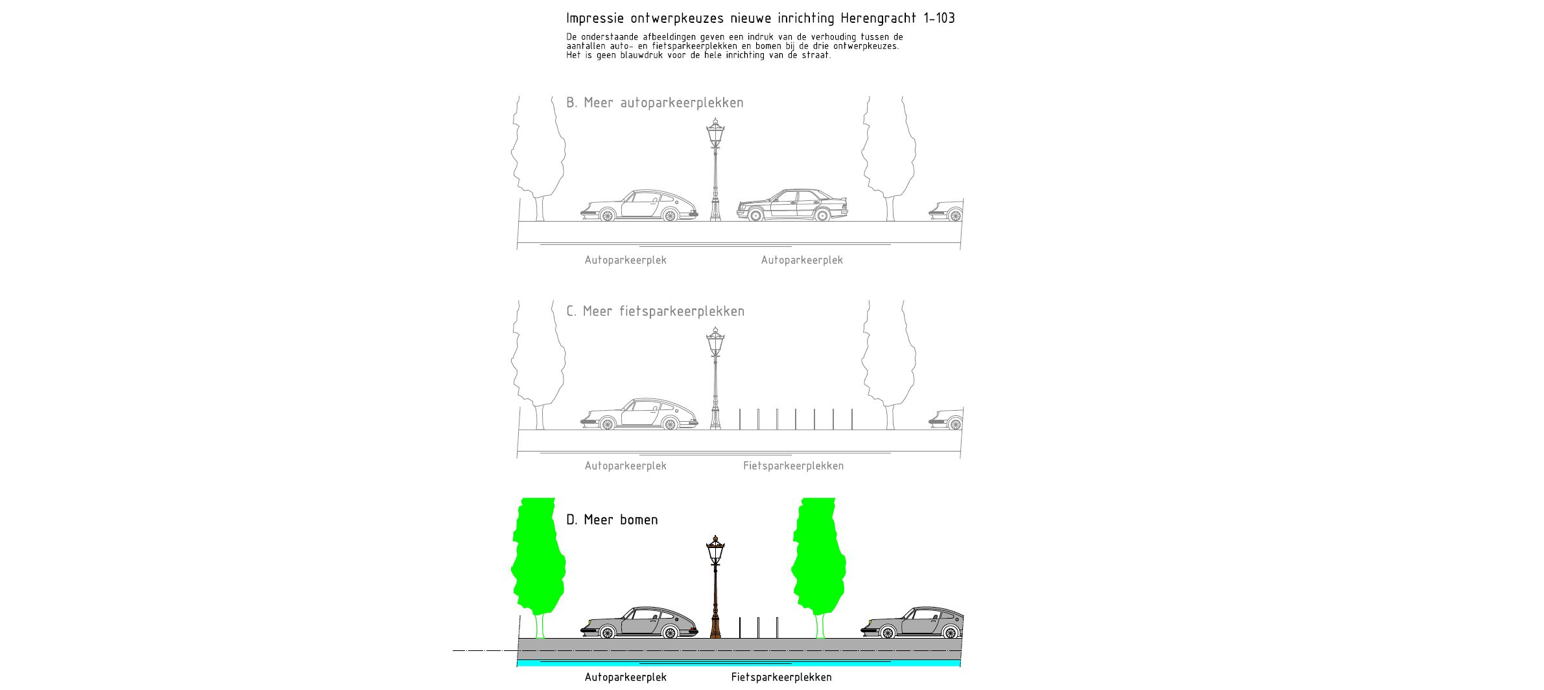 Impressie ontwerpkeuzes nieuwe inrichting Herengracht 1-103
De onderstaande afbeeldingen geven een indruk van de verhouding tussen de
aantallen auto- en fietsparkeerplekken en bomen bij de drie ontwerpkeuzes.
Het is geen blauwdruk voor de hele inrichting van de straat.
B. Meer autoparkeerplekken
Autoparkeerplek Autoparkeerplek
C. Meer fietsparkeerplekken
Autoparkeerplek Fietsparkeerplekken
D. Meer bomen
Autoparkeerplek Fietsparkeerplekken